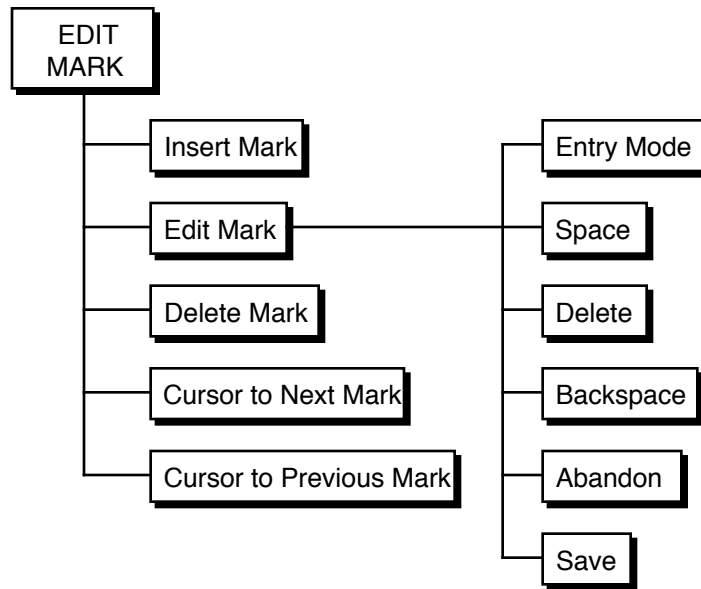 EDIT
MARK
Insert Mark
Edit Mark
Delete Mark
Cursor to Next Mark
Cursor to Previous Mark
Entry Mode
Space
Delete
Backspace
Abandon
Save